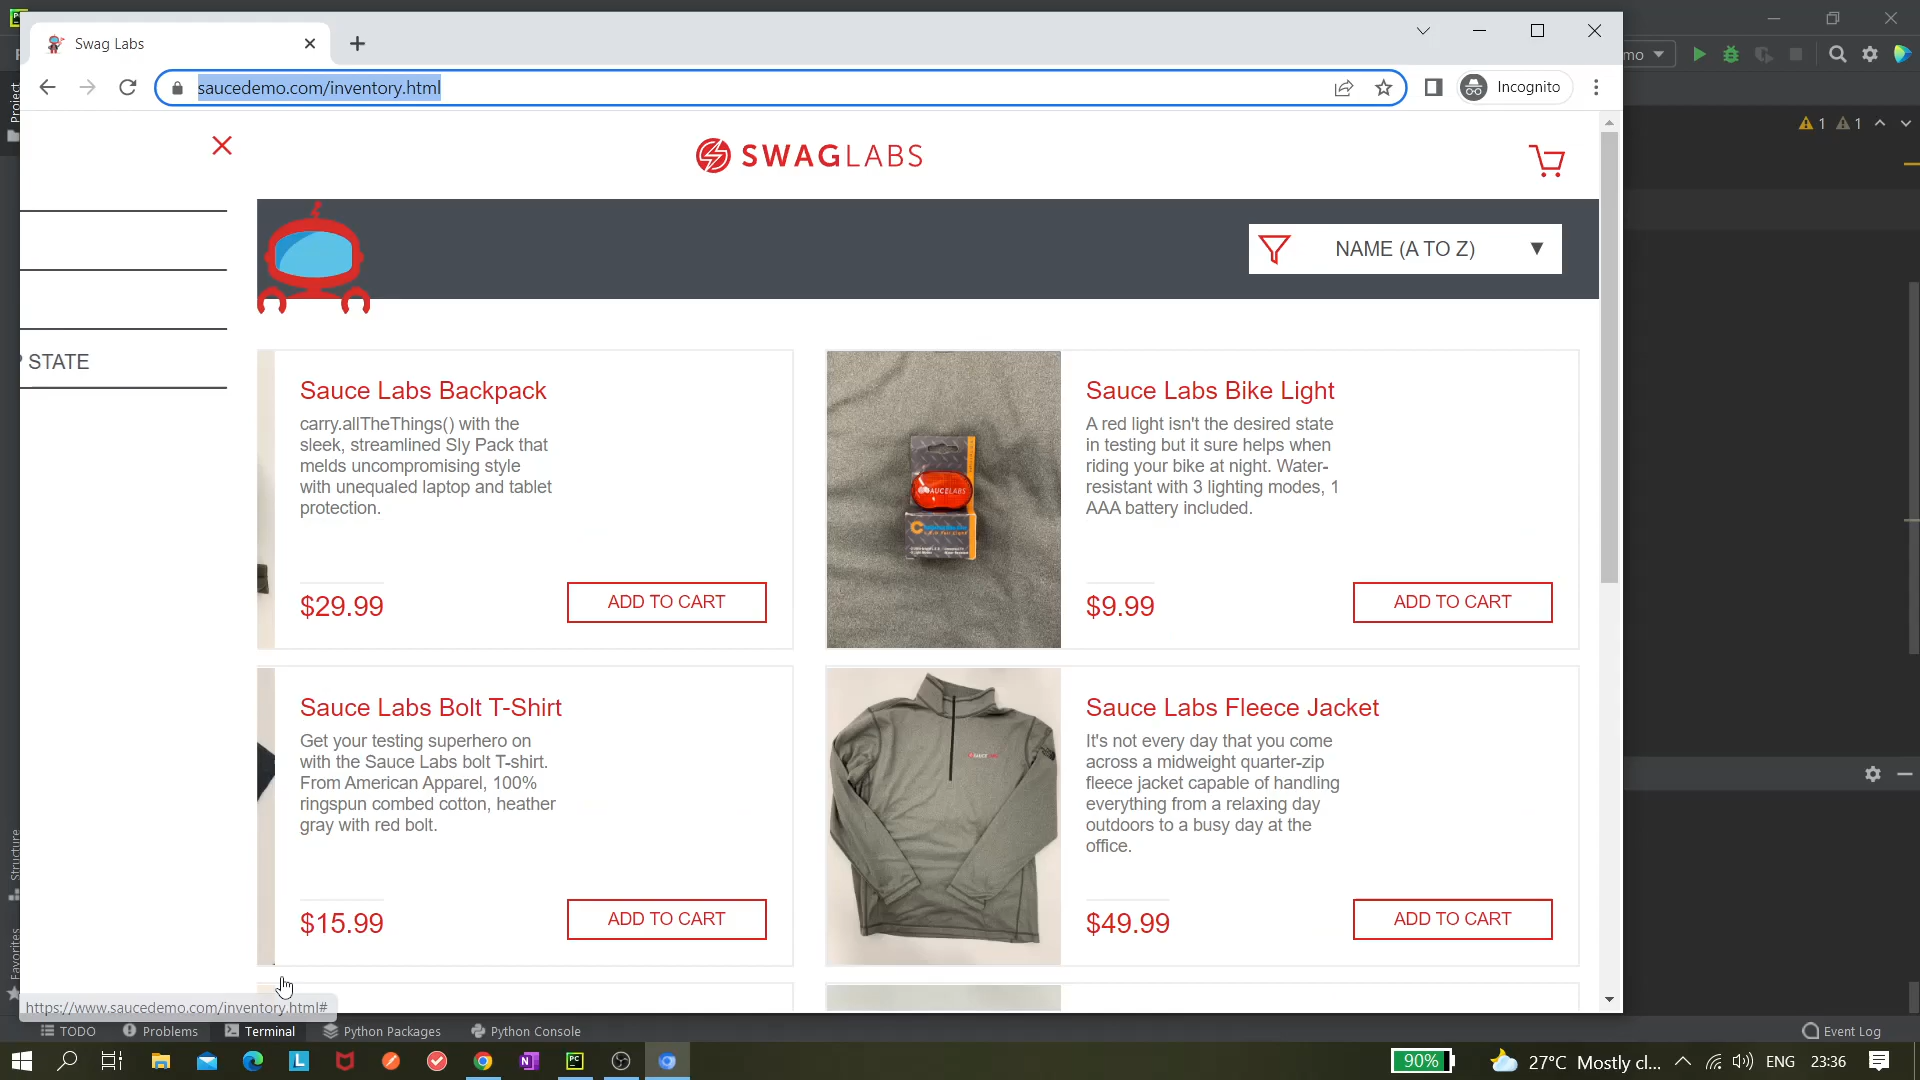 Swag Labs
mo
saucedemo.com/inventory.html
Incognito
Project
1 1
SWAGLABS
NAME (A TO Z)
STATE
Sauce Labs Backpack
carry.allTheThings() with the
sleek, streamlined Sly Pack that
melds uncompromising style
with unequaled laptop and tablet
protection.
$29.99
ADD TO CART
Sauce Labs Bike Light
A red light isn't the desired state
in testing but it sure helps when
riding your bike at night. Water-
resistant with 3 lighting modes, 1
AAA battery included.
$9.99
ADD TO CART
Sauce Labs Bolt T-Shirt
Get your testing superhero on
with the Sauce Labs bolt T-shirt.
From American Apparel, 100%
ringspun combed cotton, heather
gray with red bolt.
$15.99
ADD TO CART
Sauce Labs Fleece Jacket
It's not every day that you come
across a midweight quarter-zip
fleece jacket capable of handling
everything from a relaxing day
outdoors to a busy day at the
office.
$49.99
ADD TO CART
Structure
Favorites
https://www.saucedemo.com/inventory.html#
TODO Problems Terminal Python Packages Python Console Event Log
90% 27°C Mostly cl... ENG 23:36